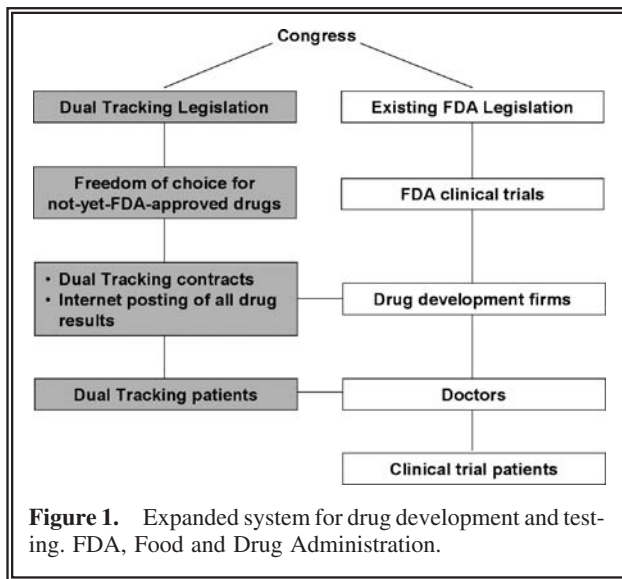 Congress
Dual Tracking Legislation
Existing FDA Legislation
Freedom of choice for
not-yet-FDA-approved drugs
FDA clinical trials
• Dual Tracking contracts
• Internet posting of all drug
results
Drug development firms
Dual Tracking patients
Doctors
Clinical trial patients
Figure 1. Expanded system for drug development and test-
ing. FDA, Food and Drug Administration.